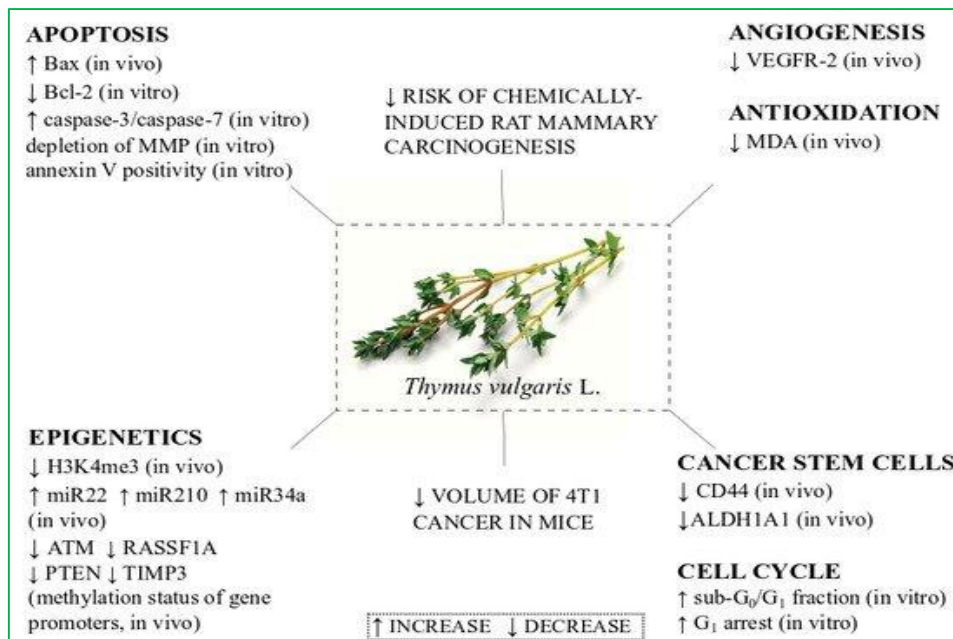 APOPTOSIS
↑ Bax (in vivo)
↓ Bcl-2 (in vitro)
↑ caspase-3/caspase-7 (in vitro)
depletion of MMP (in vitro)
annexin V positivity (in vitro)
↓ RISK OF CHEMICALLY-
INDUCED RAT MAMMARY
CARCINOGENESIS
ANGIOGENESIS
↓ VEGFR-2 (in vivo)
ANTIOXIDATION
↓ MDA (in vivo)
Thymus vulgaris L.
EPIGENETICS
↓ H3K4me3 (in vivo)
↑ miR22 ↑ miR210 ↑ miR34a
(in vivo)
↓ ATM ↓ RASSF1A
↓ PTEN ↓ TIMP3
(methylation status of gene
promoters, in vivo)
↓ VOLUME OF 4T1
CANCER IN MICE
CANCER STEM CELLS
↓ CD44 (in vivo)
↓ALDH1A1 (in vivo)
CELL CYCLE
↑ sub-G₀/G₁ fraction (in vitro)
↑ G₁ arrest (in vitro)
↑ INCREASE ↓ DECREASE